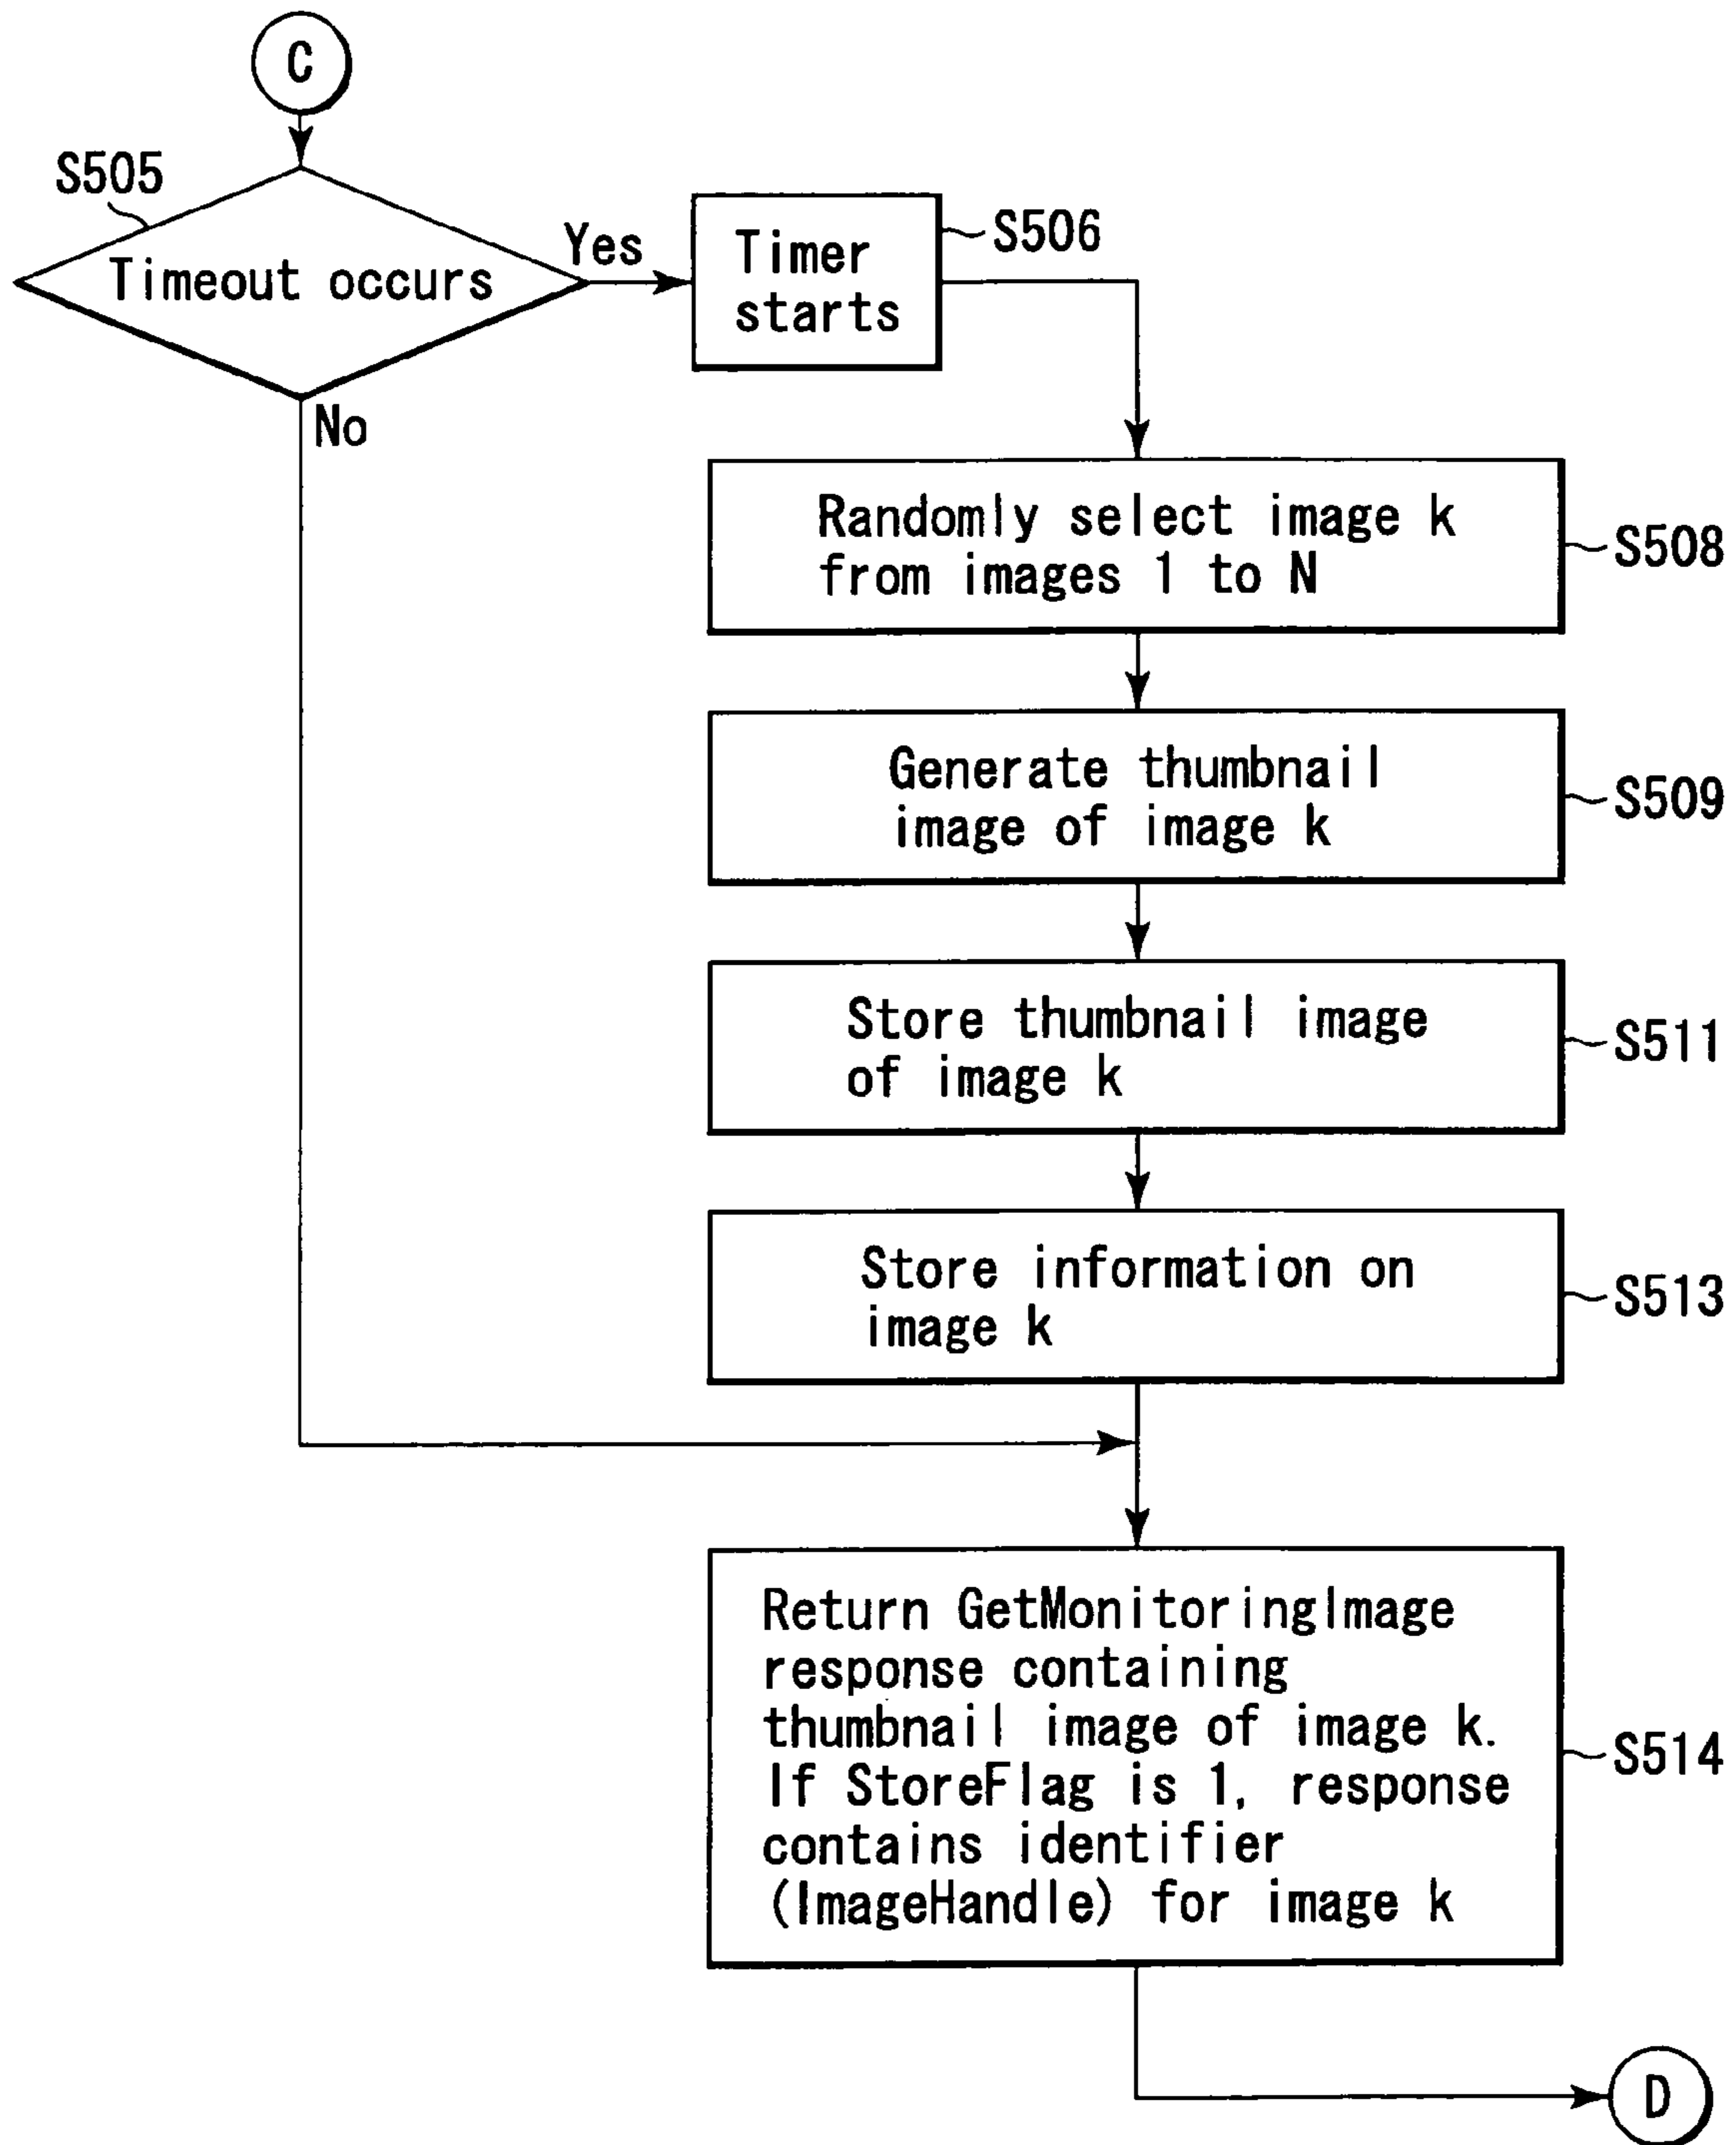 C
S505
Timeout occurs
Yes
No
Timer
starts
S506
Randomly select image k
from images 1 to N
S508
Generate thumbnail
image of image k
S509
Store thumbnail image
of image k
S511
Store information on
image k
S513
Return GetMonitoringImage
response containing
thumbnail image of image k.
If StoreFlag is 1, response
contains identifier
(ImageHandle) for image k
S514
D